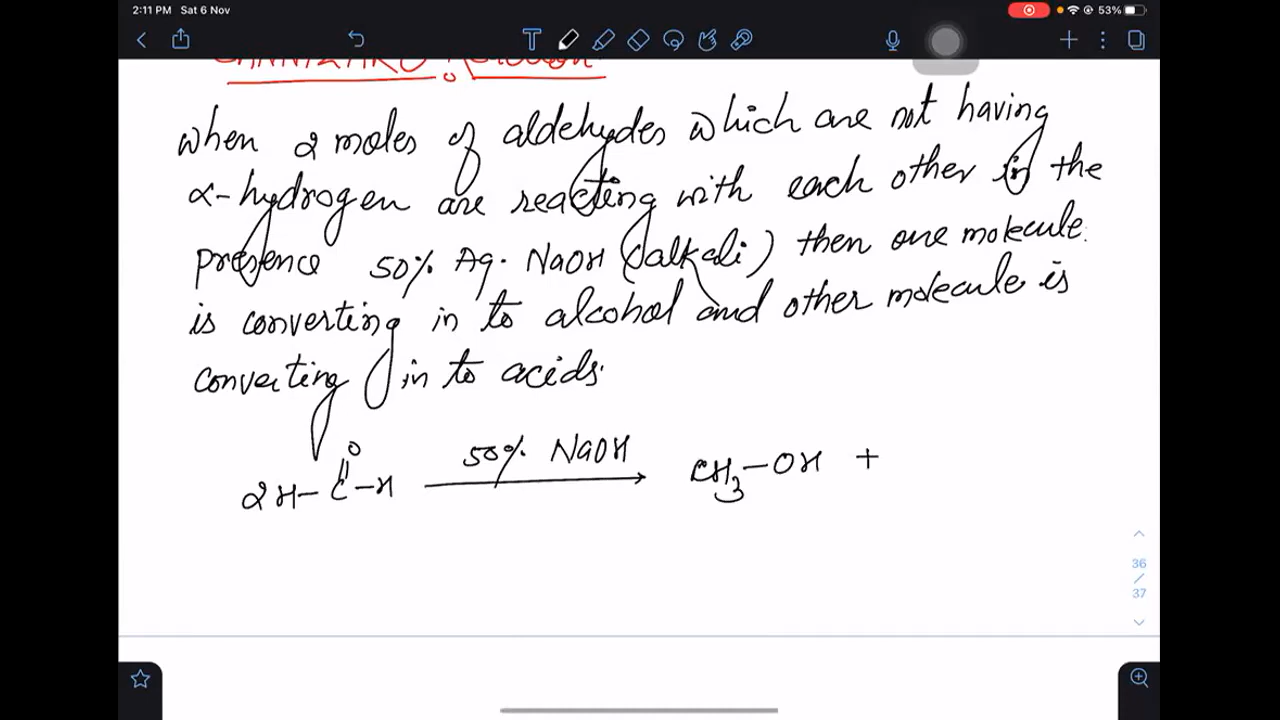 2:11 PM Sat 6 Nov
53%
when 2 moles of aldehydes which are not having
α-hydrogen are reacting with each other in the
presence 50% Aq. NaOH (alkali) then one molecule
is converting in to alcohol and other molecule is
converting in to acids.
O
2H-C-H 50% NaOH CH3-OH +
36
/
37